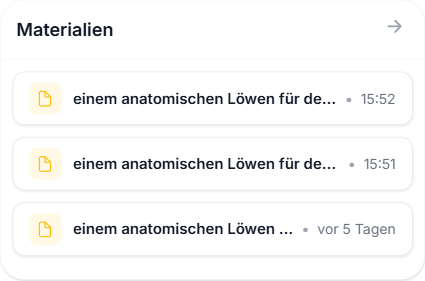 Materialien
einem anatomischen Löwen für de... • 15:52
einem anatomischen Löwen für de... • 15:51
einem anatomischen Löwen ... • vor 5 Tagen